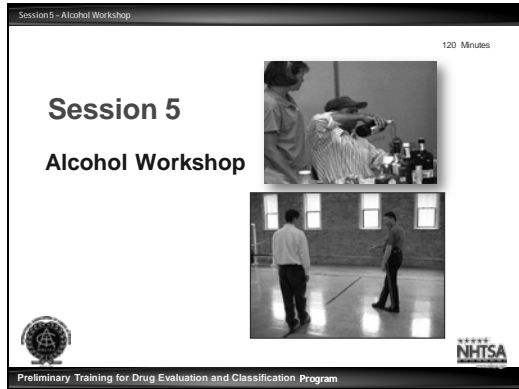 Session 5 - Alcohol Workshop
120 Minutes
Session 5
Alcohol Workshop
NHTSA
Preliminary Training for Drug Evaluation and Classification Program